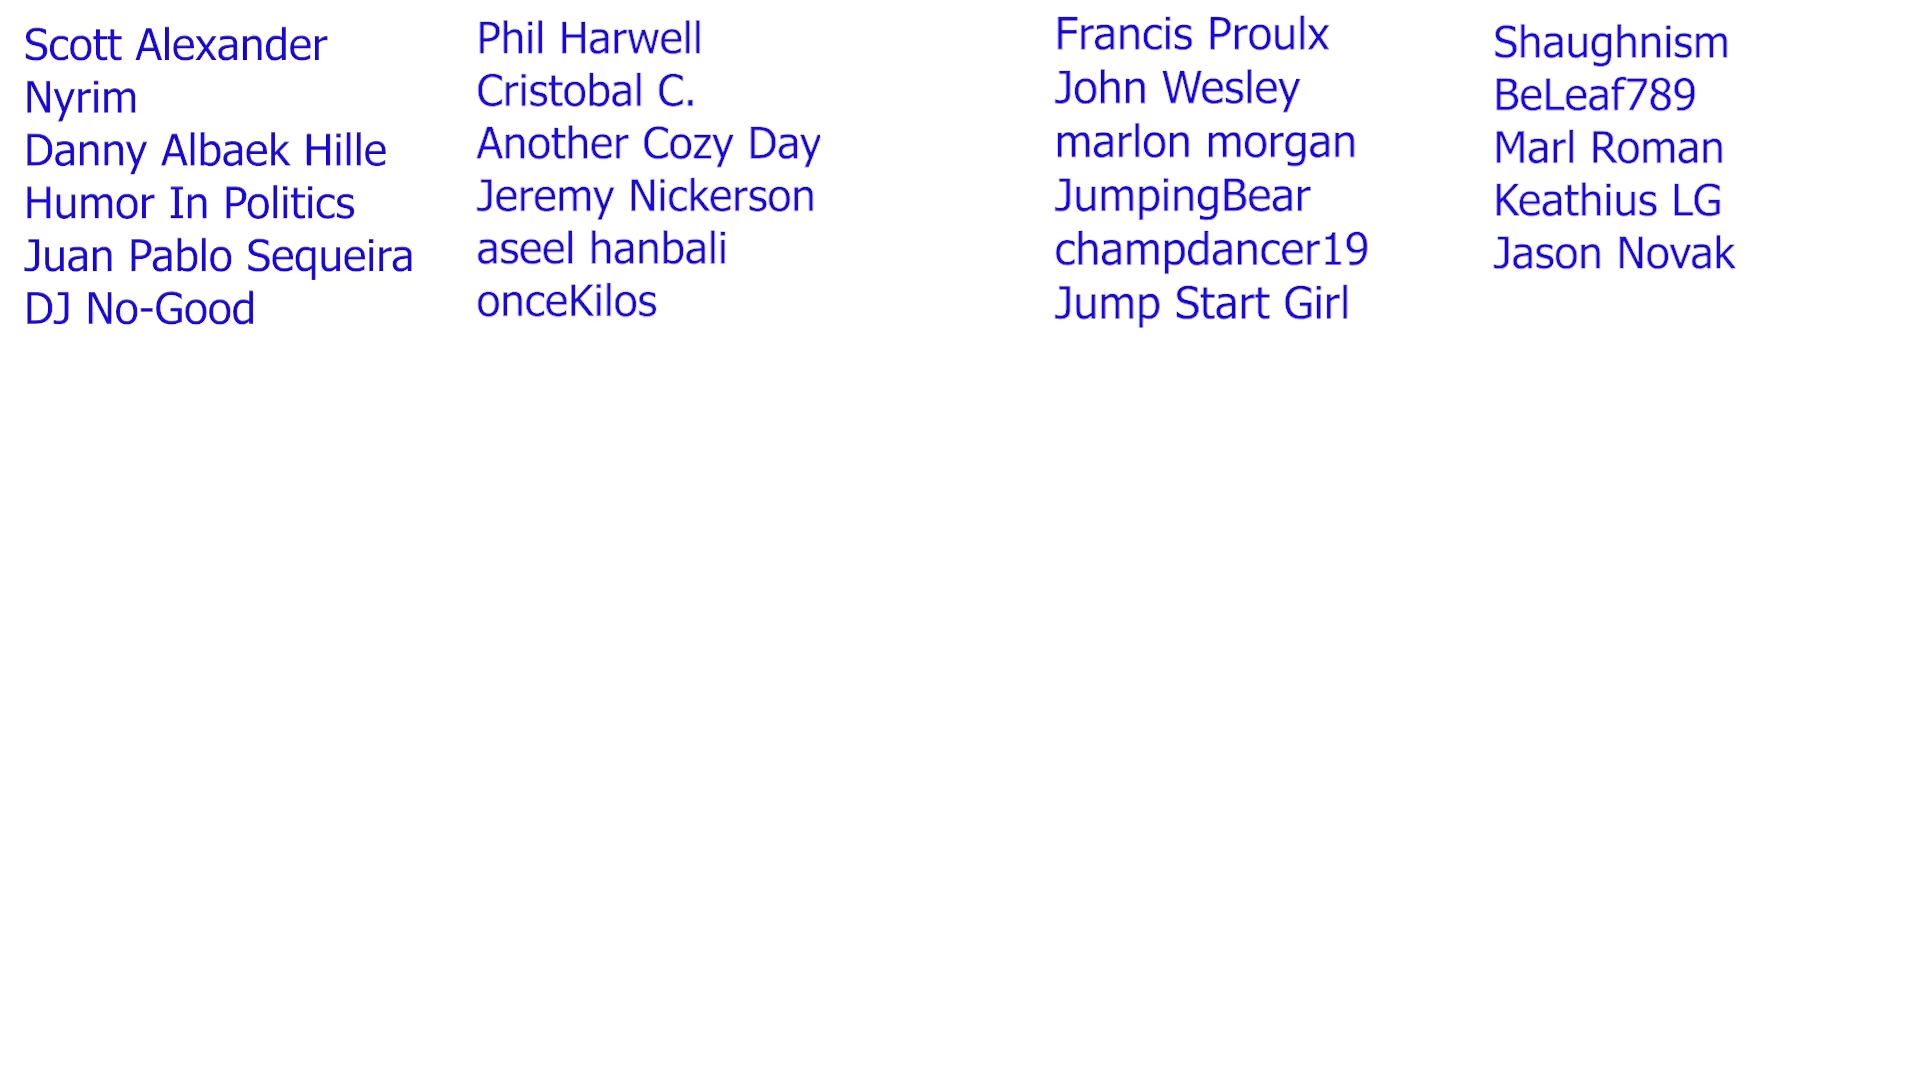 Scott Alexander
Nyrim
Danny Albaek Hille
Humor In Politics
Juan Pablo Sequeira
DJ No-Good
Phil Harwell
Cristobal C.
Another Cozy Day
Jeremy Nickerson
aseel hanbali
onceKilos
Francis Proulx
John Wesley
marlon morgan
JumpingBear
champdancer19
Jump Start Girl
Shaughnism
BeLeaf789
Marl Roman
Keathius LG
Jason Novak